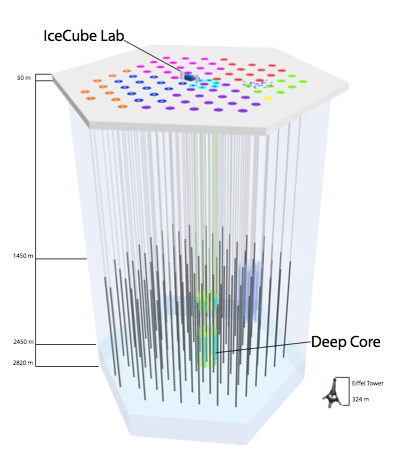 IceCube Lab
50 m
1450 m
2450 m
2820 m
Deep Core
Eiffel Tower
324 m